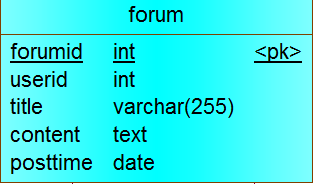 forum
forumid int <pk>
userid int
title varchar(255)
content text
posttime date